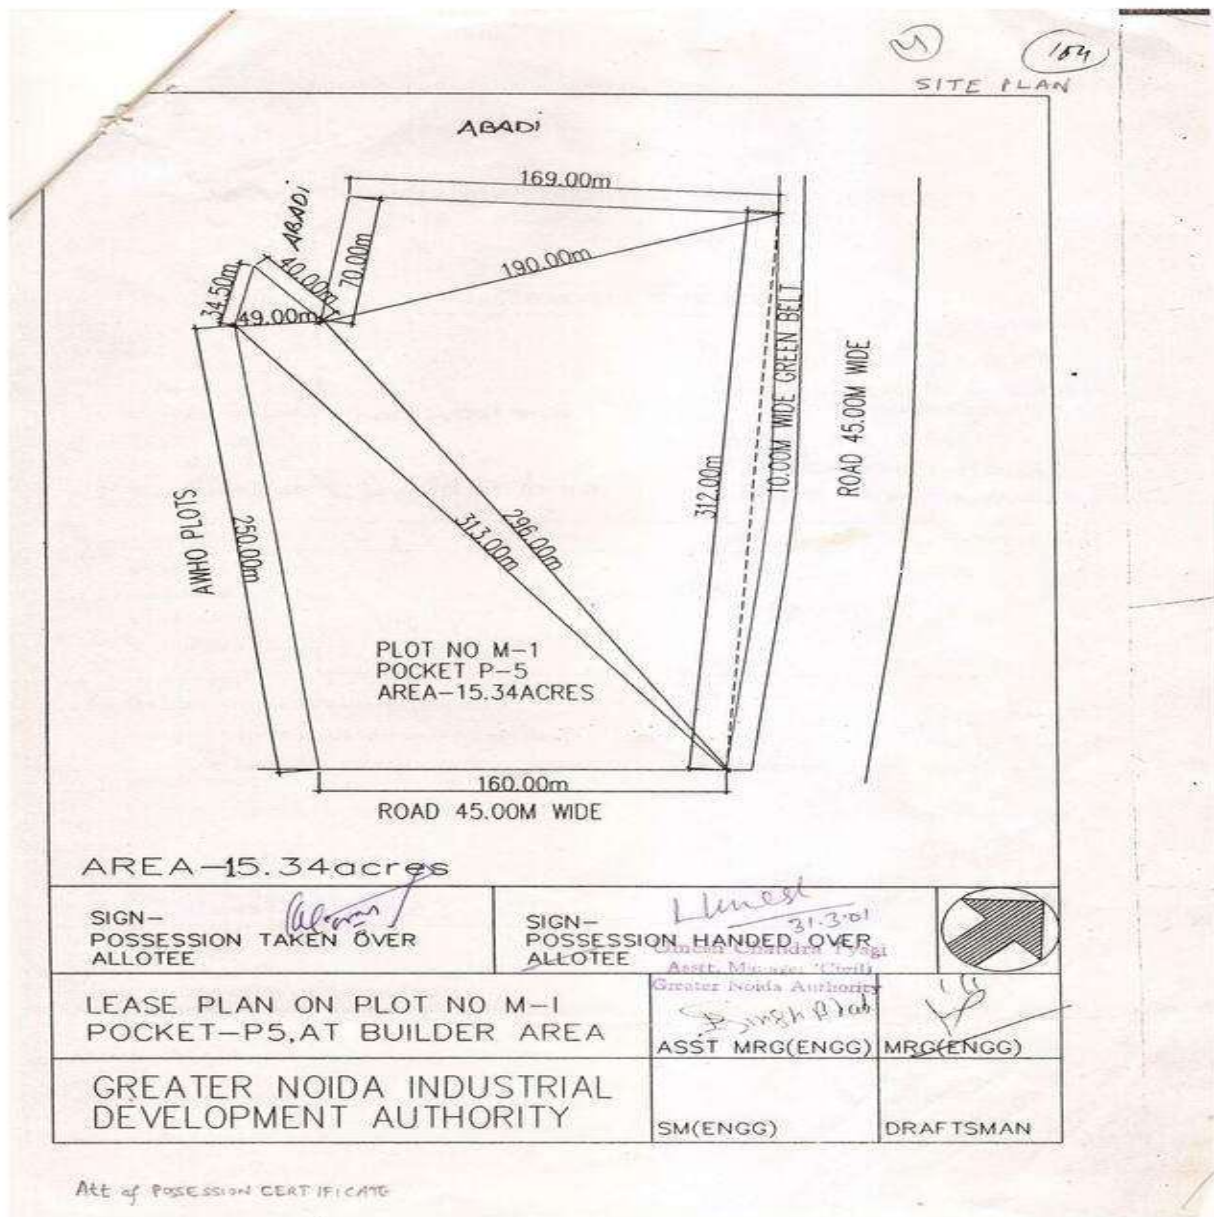 4
104
SITE PLAN
ABADI
169.00m
ABADI
70.00m
40.00m
190.00m
34.50m
49.00m
10.00M WIDE GREEN BELT
ROAD 45.00M WIDE
312.00m
AWHO PLOTS
250.00m
313.00m
296.00m
PLOT NO M-1
POCKET P-5
AREA-15.34ACRES
160.00m
ROAD 45.00M WIDE
AREA-15.34acres
SIGN-
POSSESSION TAKEN OVER
ALLOTEE
SIGN-
31.3.01
POSSESSION HANDED OVER
ALLOTEE
Chandra Tyagi
Asstt. Manager (Civil)
Greater Noida Authority
LEASE PLAN ON PLOT NO M-1
POCKET-P5,AT BUILDER AREA
ASST MRG(ENGG)
MRG(ENGG)
GREATER NOIDA INDUSTRIAL
DEVELOPMENT AUTHORITY
SM(ENGG)
DRAFTSMAN
Att of POSESSION CERTIFICATE